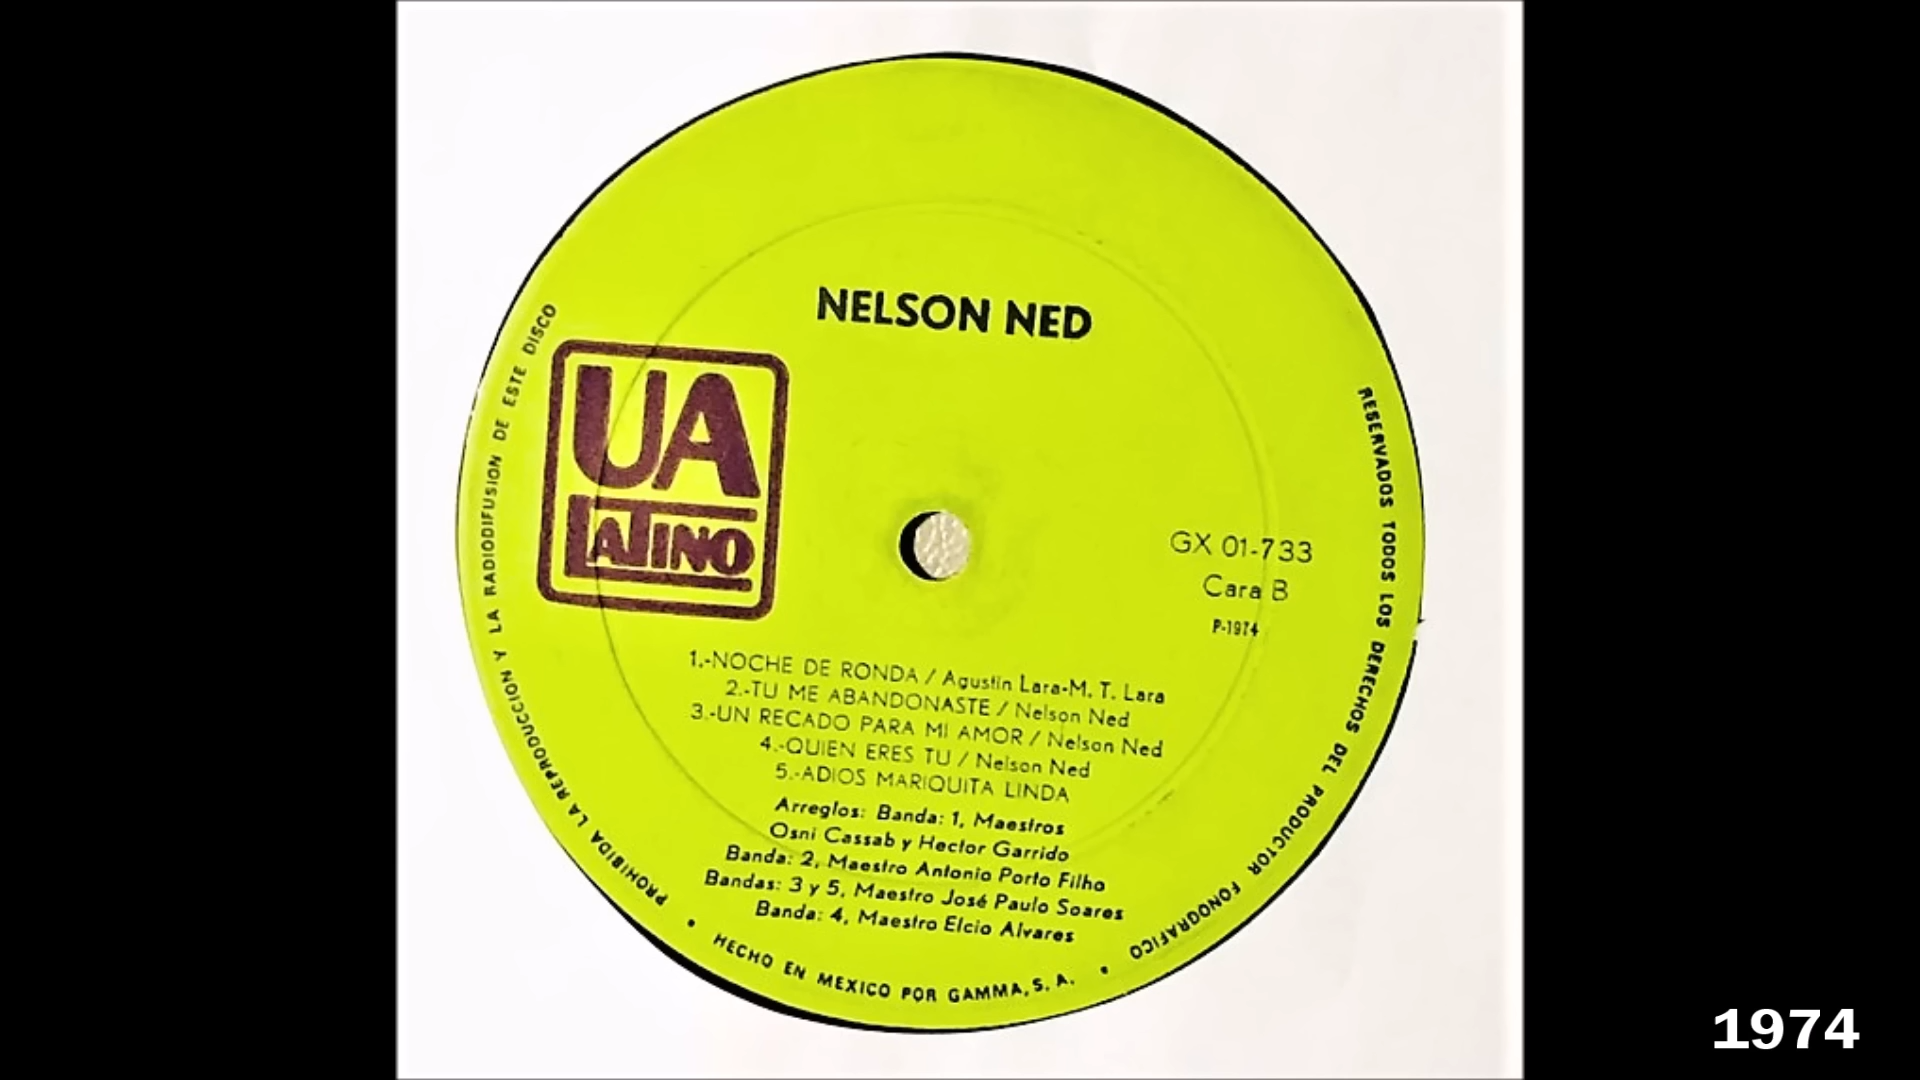 NELSON NED
UA
LATINO
GX 01-733
Cara B
P-1974
1.-NOCHE DE RONDA / Agustin Lara-M. T. Lara
2.-TU ME ABANDONASTE / Nelson Ned
3.-UN RECADO PARA MI AMOR / Nelson Ned
4.-QUIEN ERES TU / Nelson Ned
5.-ADIOS MARIQUITA LINDA
Arreglos: Banda: 1, Maestros
Osni Cassab y Hector Garrido
Banda: 2, Maestro Antonio Porto Filho
Bandas: 3 y 5, Maestro José Paulo Soares
Banda: 4, Maestro Elcio Alvares
RESERVADOS TODOS LOS DERECHOS DEL PRODUCTOR FONOGRAFICO • HECHO EN MEXICO POR GAMMA, S. A. • PROHIBIDA LA REPRODUCCION Y LA RADIODIFUSION DE ESTE DISCO
1974